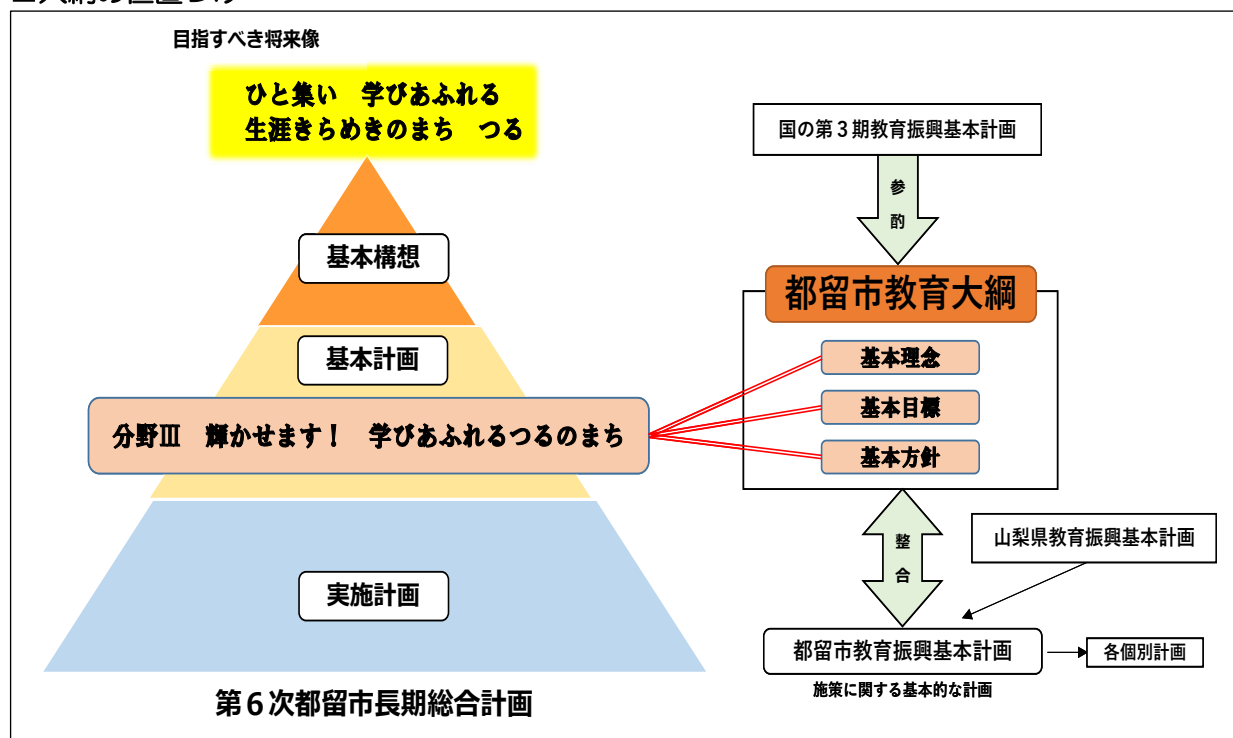 目指すべき将来像
ひと集い 学びあふれる
生涯きらめきのまち つる
基本構想
基本計画
分野Ⅲ 輝かせます! 学びあふれるつるのまち
実施計画
第6次都留市長期総合計画
国の第3期教育振興基本計画
参酌
都留市教育大綱
基本理念
基本目標
基本方針
整合
山梨県教育振興基本計画
都留市教育振興基本計画
各個別計画
施策に関する基本的な計画